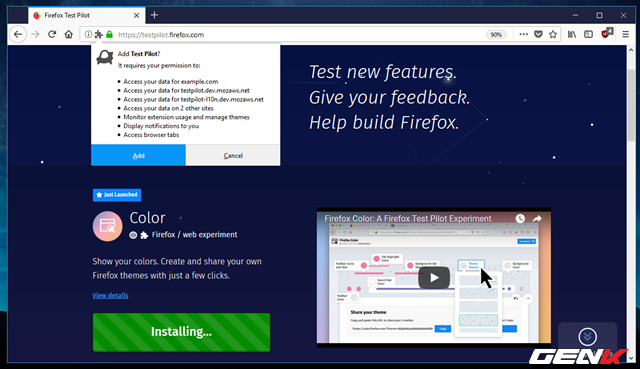 Firefox Test Pilot
https://testpilot.firefox.com
90%
4
Add Test Pilot?
It requires your permission to:
• Access your data for example.com
• Access your data for testpilot.dev.mozaws.net
• Access your data for testpilot-l10n.dev.mozaws.net
• Access your data on 2 other sites
• Monitor extension usage and manage themes
• Display notifications to you
• Access browser tabs
Add
Cancel
Test new features.
Give your feedback.
Help build Firefox.
Just Launched
Color
Firefox / web experiment
Show your colors. Create and share your own
Firefox themes with just a few clicks.
View details
Installing...
Firefox Color: A Firefox Test Pilot Experiment
Firefox Color
Share your theme
GENK